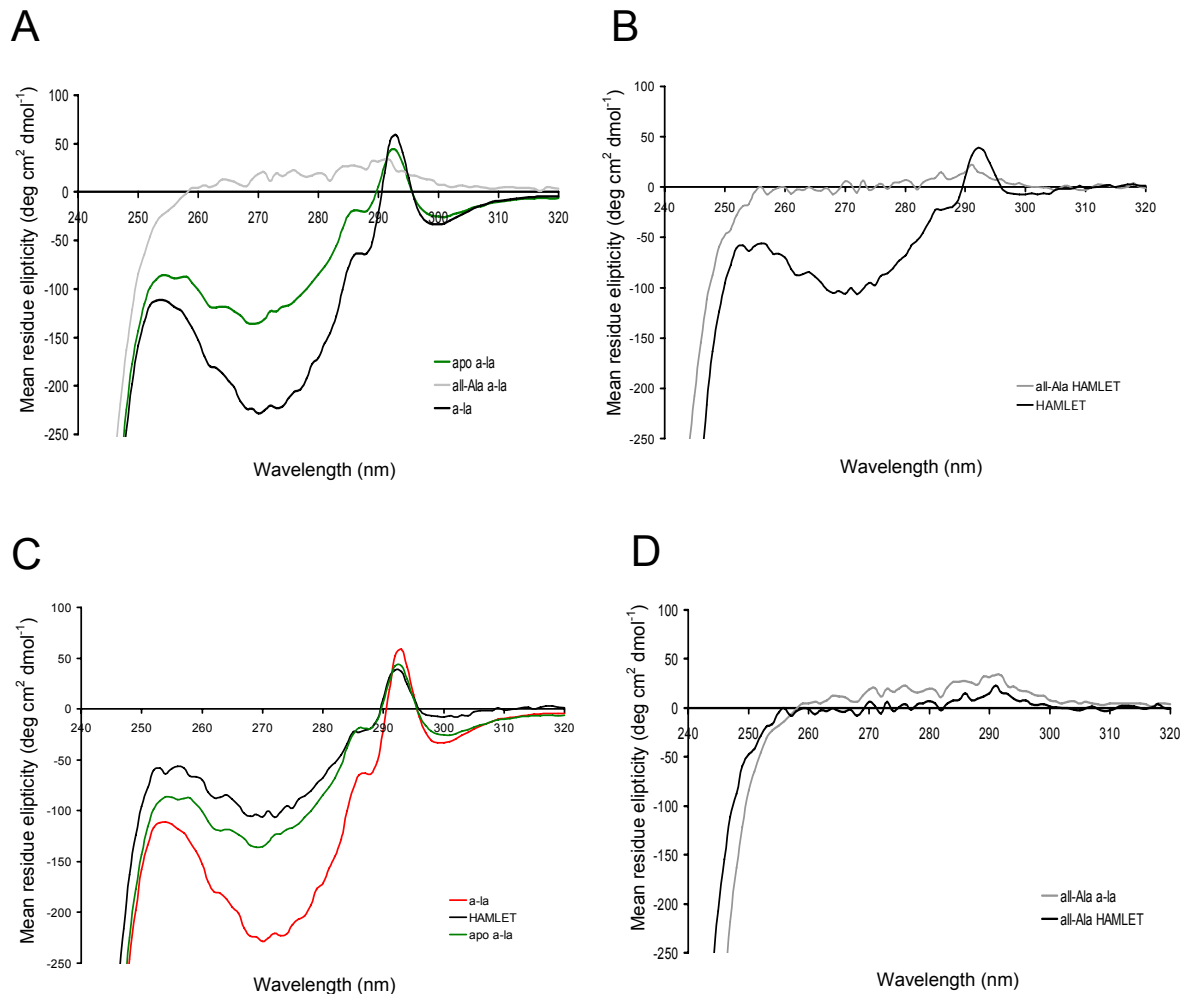 A
Mean residue elipticity (deg cm² dmol⁻¹)
100
50
0
-50
-100
-150
-200
-250
240 250 260 270 280 290 300 310 320
apo a-la
all-Ala a-la
a-la
Wavelength (nm)
B
Mean residue elipticity (deg cm² dmol⁻¹)
100
50
0
-50
-100
-150
-200
-250
240 250 260 270 280 290 300 310 320
all-Ala HAMLET
HAMLET
Wavelength (nm)
C
Mean residue elipticity (deg cm² dmol⁻¹)
100
50
0
-50
-100
-150
-200
-250
240 250 260 270 280 290 300 310 320
a-la
HAMLET
apo a-la
Wavelength (nm)
D
Mean residue elipticity (deg cm² dmol⁻¹)
100
50
0
-50
-100
-150
-200
-250
240 250 260 270 280 290 300 310 320
all-Ala a-la
all-Ala HAMLET
Wavelength (nm)